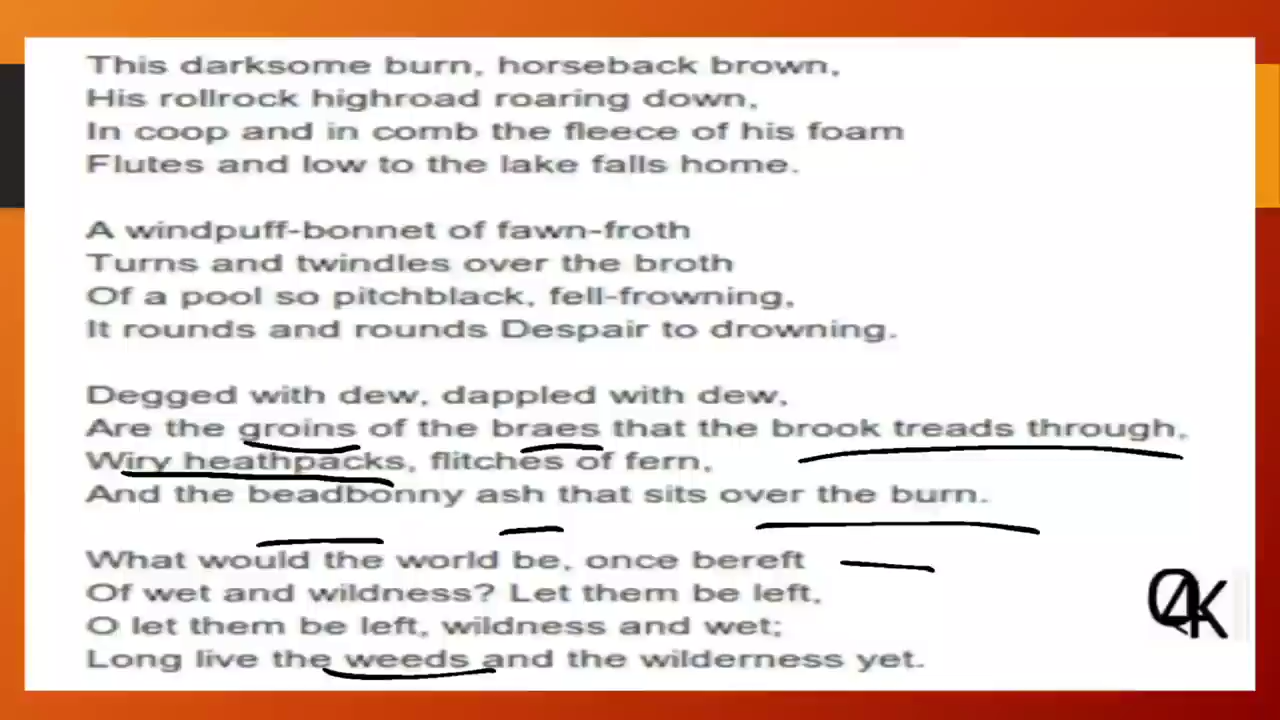 This darksome burn, horseback brown,
His rollrock highroad roaring down,
In coop and in comb the fleece of his foam
Flutes and low to the lake falls home.
A windpuff-bonnet of fawn-froth
Turns and twindles over the broth
Of a pool so pitchblack, fell-frowning,
It rounds and rounds Despair to drowning.
Degged with dew, dappled with dew,
Are the groins of the braes that the brook treads through,
Wiry heathpacks, flitches of fern,
And the beadbonny ash that sits over the burn.
What would the world be, once bereft
Of wet and wildness? Let them be left,
O let them be left, wildness and wet;
Long live the weeds and the wilderness yet.